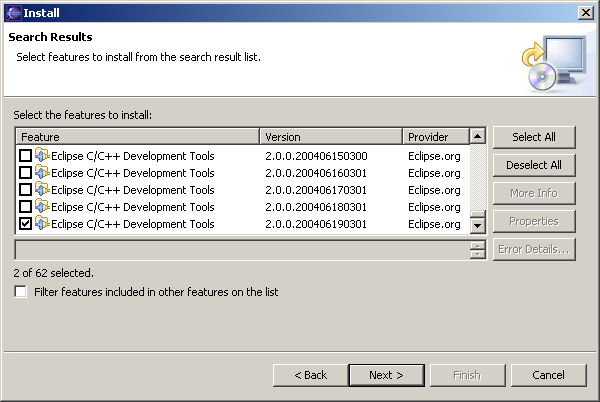 Install
Search Results
Select features to install from the search result list.
Select the features to install:
Feature Version Provider
Eclipse C/C++ Development Tools 2.0.0.200406150300 Eclipse.org
Eclipse C/C++ Development Tools 2.0.0.200406160301 Eclipse.org
Eclipse C/C++ Development Tools 2.0.0.200406170301 Eclipse.org
Eclipse C/C++ Development Tools 2.0.0.200406180301 Eclipse.org
Eclipse C/C++ Development Tools 2.0.0.200406190301 Eclipse.org
Select All
Deselect All
More Info
Properties
Error Details...
2 of 62 selected.
Filter features included in other features on the list
< Back Next > Finish Cancel